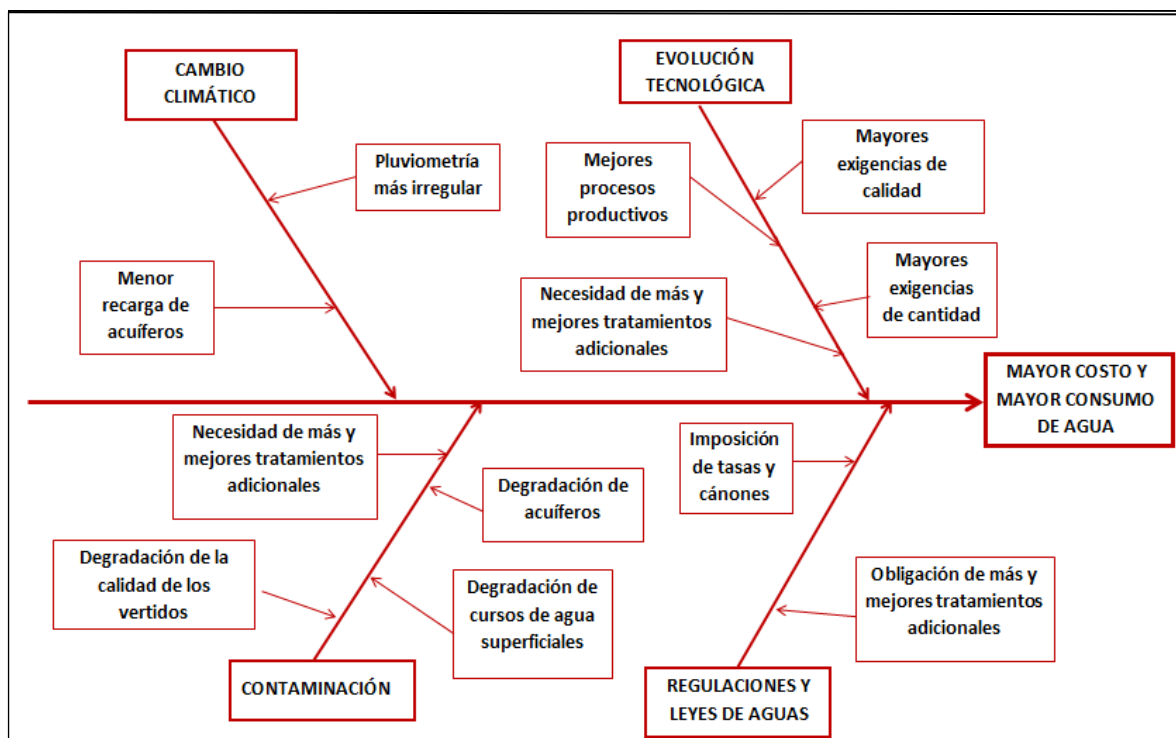 CAMBIO
CLIMÁTICO
EVOLUCIÓN
TECNOLÓGICA
Pluviometría
más irregular
Mejores
procesos
productivos
Mayores
exigencias de
calidad
Menor
recarga de
acuíferos
Necesidad de más y
mejores tratamientos
adicionales
Mayores
exigencias
de cantidad
MAYOR COSTO Y
MAYOR CONSUMO
DE AGUA
Necesidad de más y
mejores tratamientos
adicionales
Degradación de
acuíferos
Imposición
de tasas y
cánones
Degradación de la
calidad de los
vertidos
Degradación de
cursos de agua
superficiales
Obligación de más y
mejores tratamientos
adicionales
CONTAMINACIÓN
REGULACIONES Y
LEYES DE AGUAS